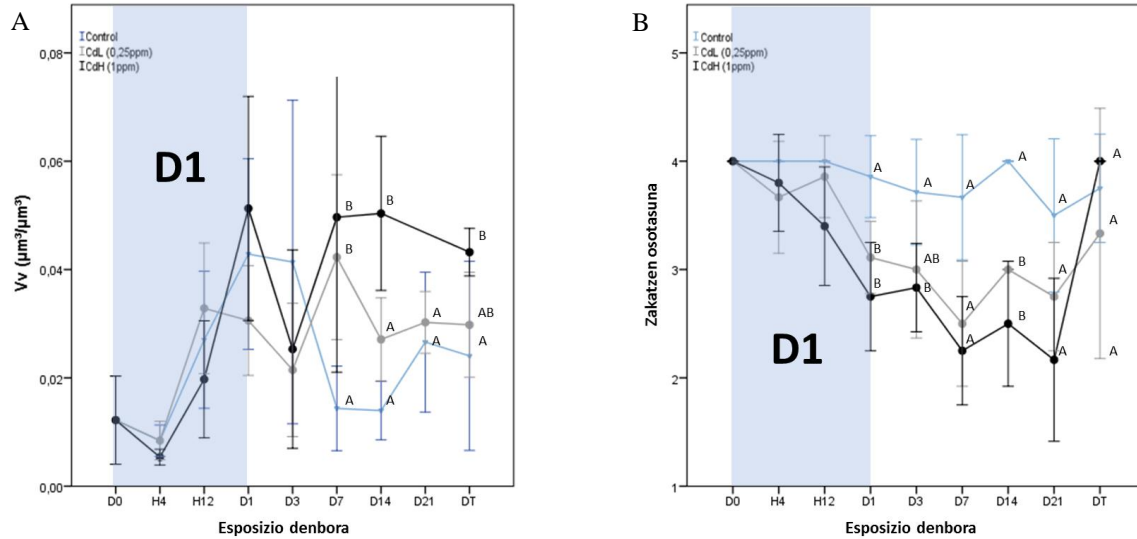 A
Control
CdL (0,25ppm)
CdH (1ppm)
0,08
0,06
0,04
0,02
0,00
Vv (µm³/µm³)
D1
B
B
B
B
A
A
AB
A
A
A
A
D0 H4 H12 D1 D3 D7 D14 D21 DT
Esposizio denbora
B
Control
CdL (0,25ppm)
CdH (1ppm)
5
4
3
2
1
Zakatzen osotasuna
D1
A
A
A
A
A
A
A
B
AB
B
A
A
B
B
B
A
A
A
D0 H4 H12 D1 D3 D7 D14 D21 DT
Esposizio denbora